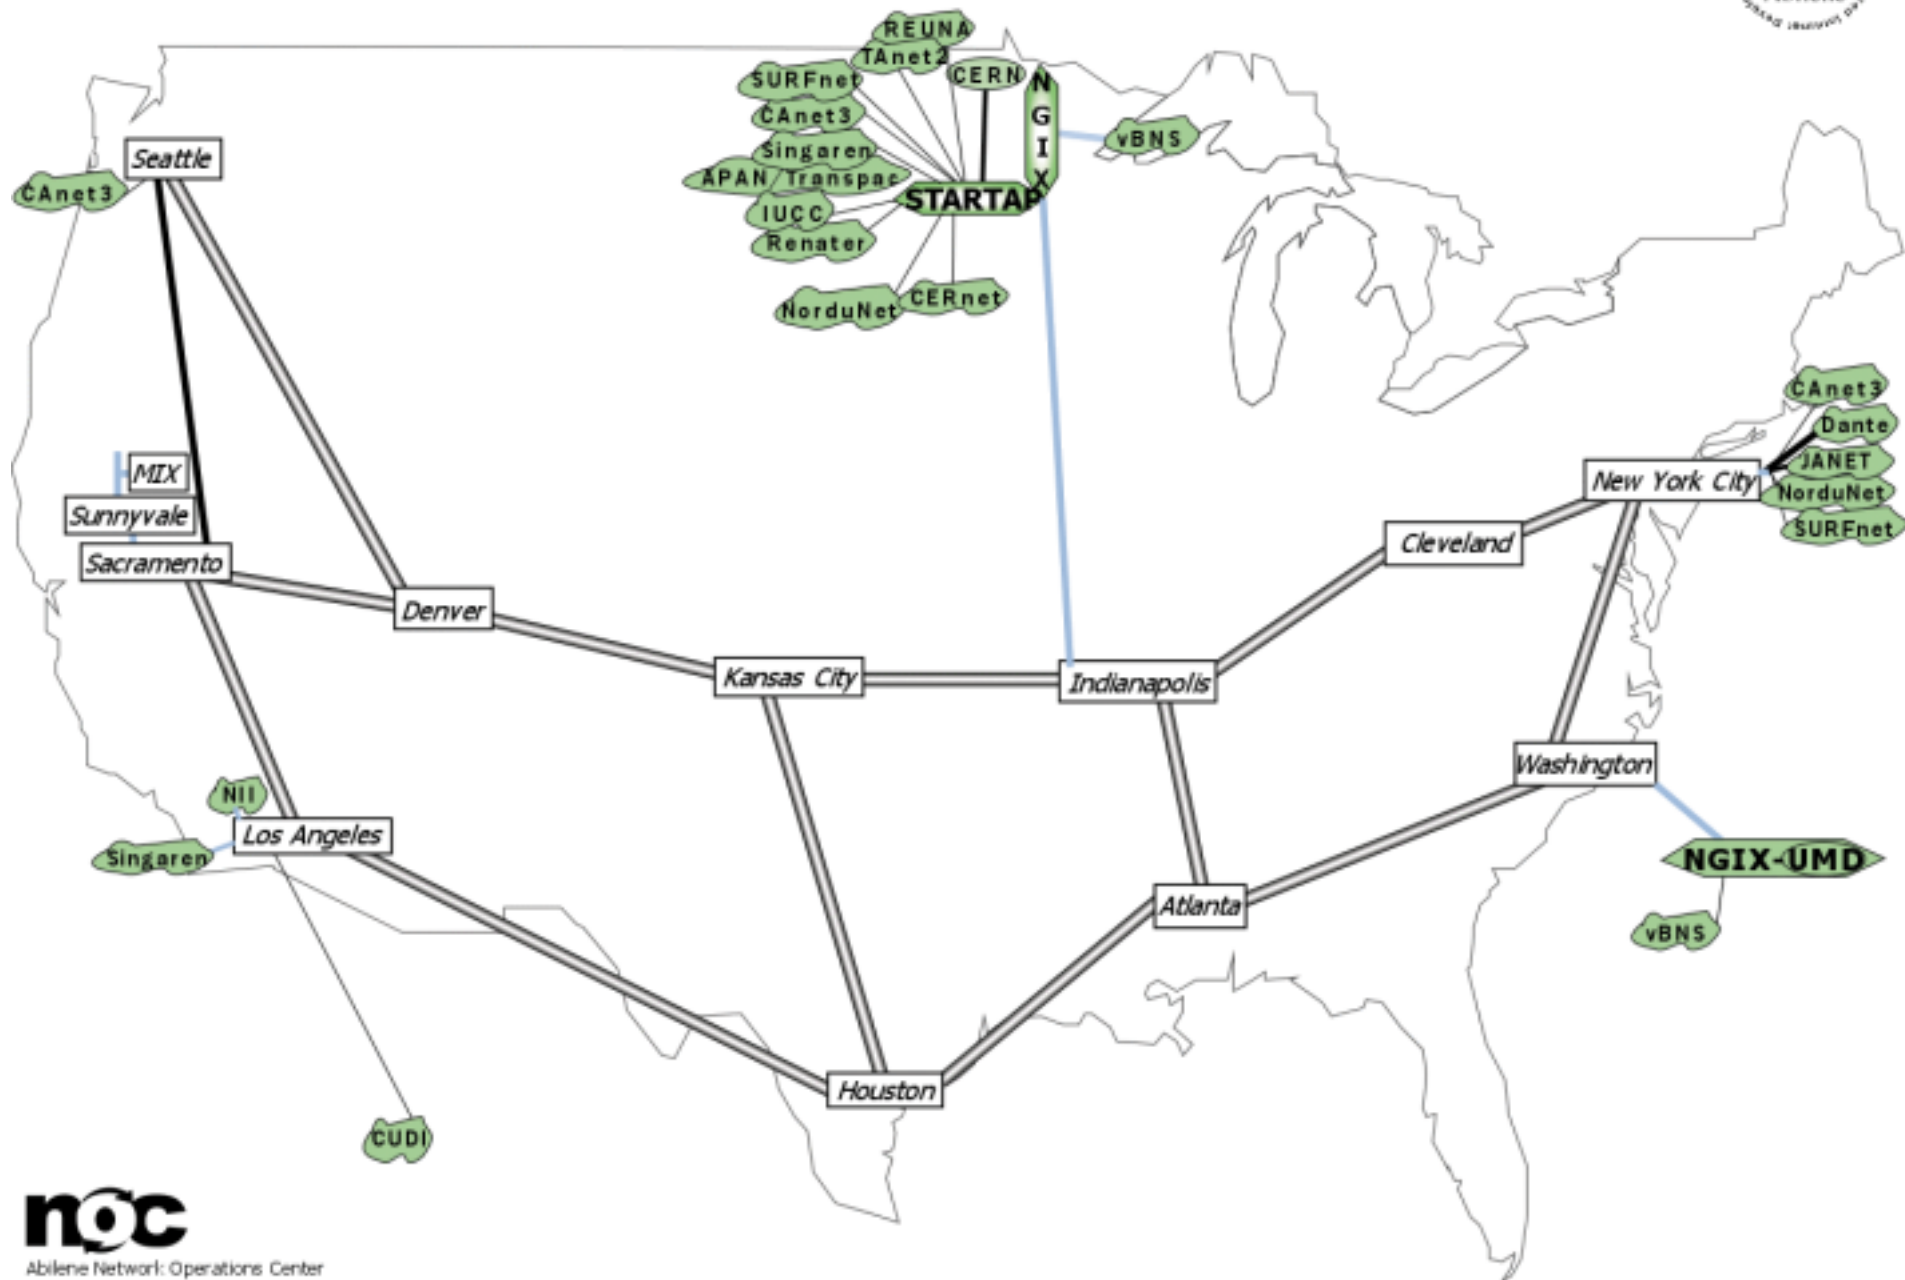 REUNA
TAnet2
SURFnet
CERN
CAnet3
Singaren
APAN / Transpac
IUCC
Renater
NorduNet
CERnet
STARTAP
NGIX
vBNS
Seattle
CAnet3
MIX
Sunnyvale
Sacramento
Denver
Kansas City
Indianapolis
Cleveland
New York City
CAnet3
Dante
JANET
NorduNet
SURFnet
Washington
NGIX-UMD
vBNS
Atlanta
Houston
NII
Los Angeles
Singaren
CUDI
noc
Abilene Network Operations Center